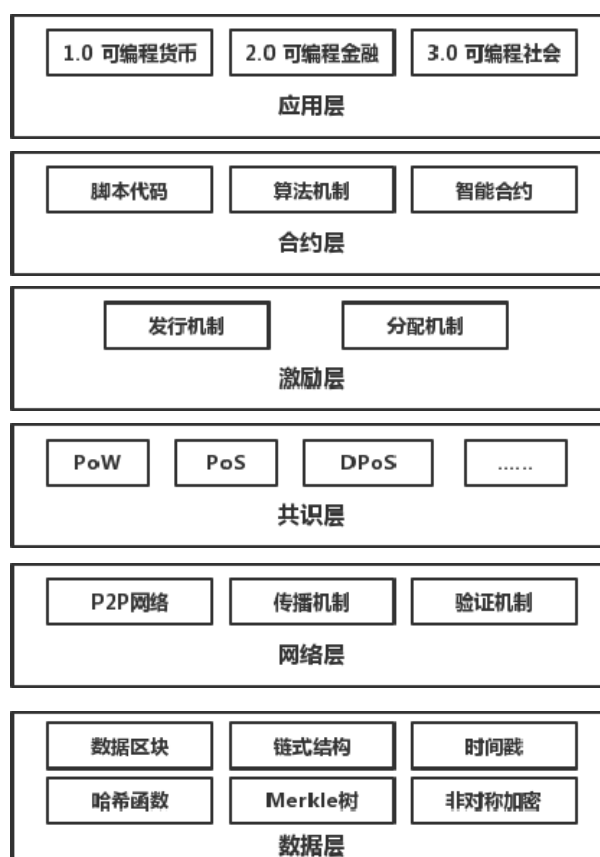 1.0 可编程货币 2.0 可编程金融 3.0 可编程社会
应用层
脚本代码 算法机制 智能合约
合约层
发行机制 分配机制
激励层
PoW PoS DPoS ......
共识层
P2P网络 传播机制 验证机制
网络层
数据区块 链式结构 时间戳
哈希函数 Merkle树 非对称加密
数据层